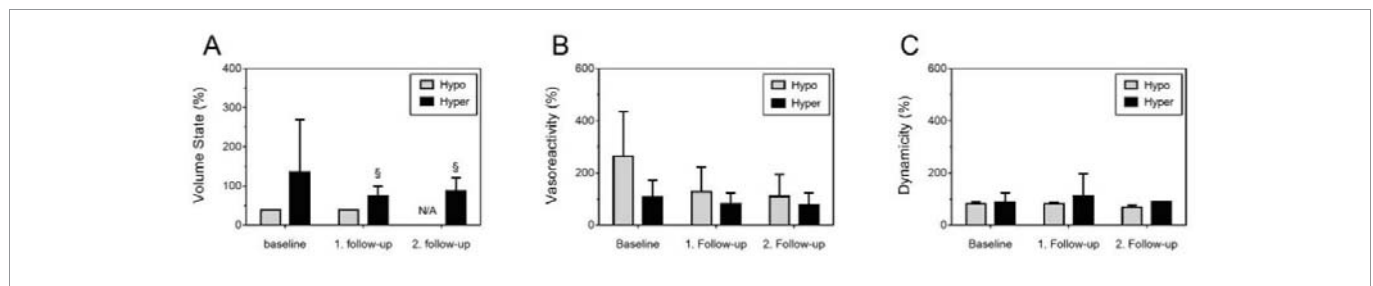 A
Volume State (%)
400
300
200
100
0
Hypo
Hyper
§
§
N/A
baseline
1. follow-up
2. follow-up
B
Vasoreactivity (%)
600
400
200
0
Hypo
Hyper
Baseline
1. Follow-up
2. Follow-up
C
Dynamicity (%)
600
400
200
0
Hypo
Hyper
Baseline
1. Follow-up
2. Follow-up